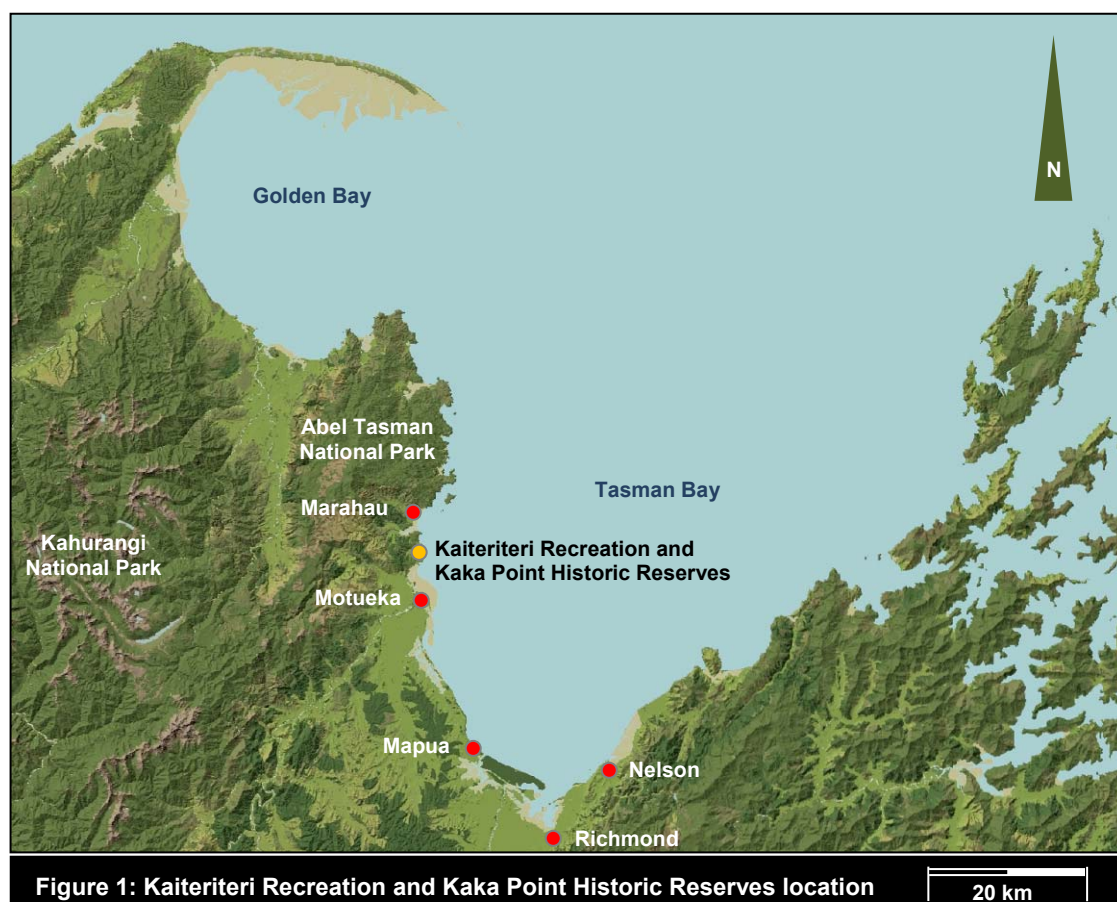 N
Golden Bay
Abel Tasman
National Park
Tasman Bay
Marahau
Kahurangi
National Park
Kaiteriteri Recreation and
Kaka Point Historic Reserves
Motueka
Mapua
Nelson
Richmond
Figure 1: Kaiteriteri Recreation and Kaka Point Historic Reserves location
20 km